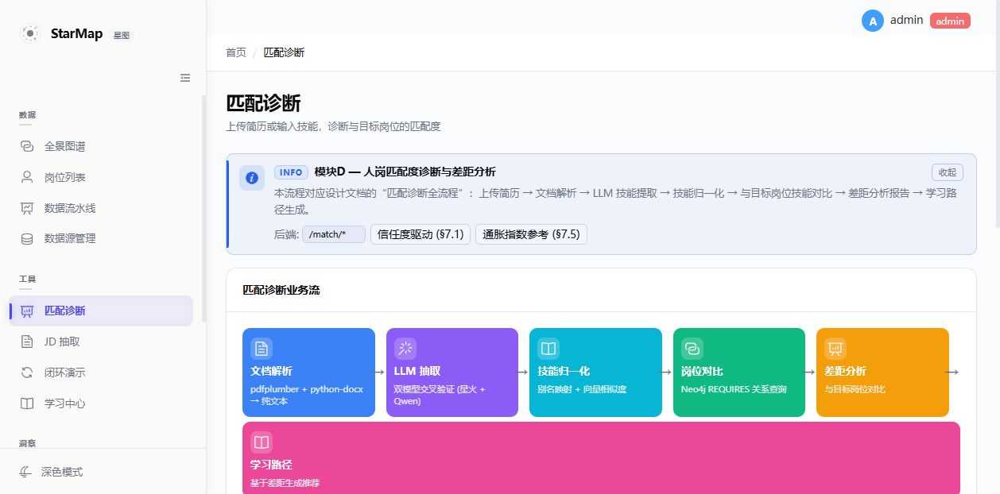 StarMap 星图
A admin admin
首页 / 匹配诊断
数据
全景图谱
岗位列表
数据流水线
数据源管理
工具
匹配诊断
JD 抽取
闭环演示
学习中心
洞察
深色模式
匹配诊断
上传简历或输入技能，诊断与目标岗位的匹配度
INFO 模块D — 人岗匹配度诊断与差距分析 收起
本流程对应设计文档的“匹配诊断全流程”：上传简历 → 文档解析 → LLM 技能提取 → 技能归一化 → 与目标岗位技能对比 → 差距分析报告 → 学习路
径生成。
后端: /match/* 信任度驱动 (§7.1) 通胀指数参考 (§7.5)
匹配诊断业务流
文档解析
pdfplumber + python-docx
→ 纯文本
→
LLM 抽取
双模型交叉验证 (星火 +
Qwen)
→
技能归一化
别名映射 + 向量相似度
→
岗位对比
Neo4j REQUIRES 关系查询
→
差距分析
与目标岗位对比
→
学习路径
基于差距生成推荐